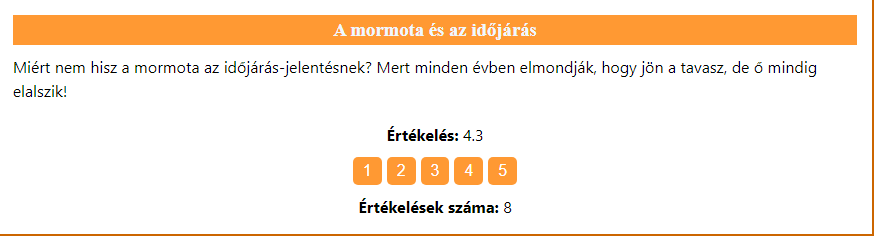 A mormota és az időjárás
Miért nem hisz a mormota az időjárás-jelentésnek? Mert minden évben elmondják, hogy jön a tavasz, de ő mindig
elalszik!
Értékelés: 4.3
1 2 3 4 5
Értékelések száma: 8